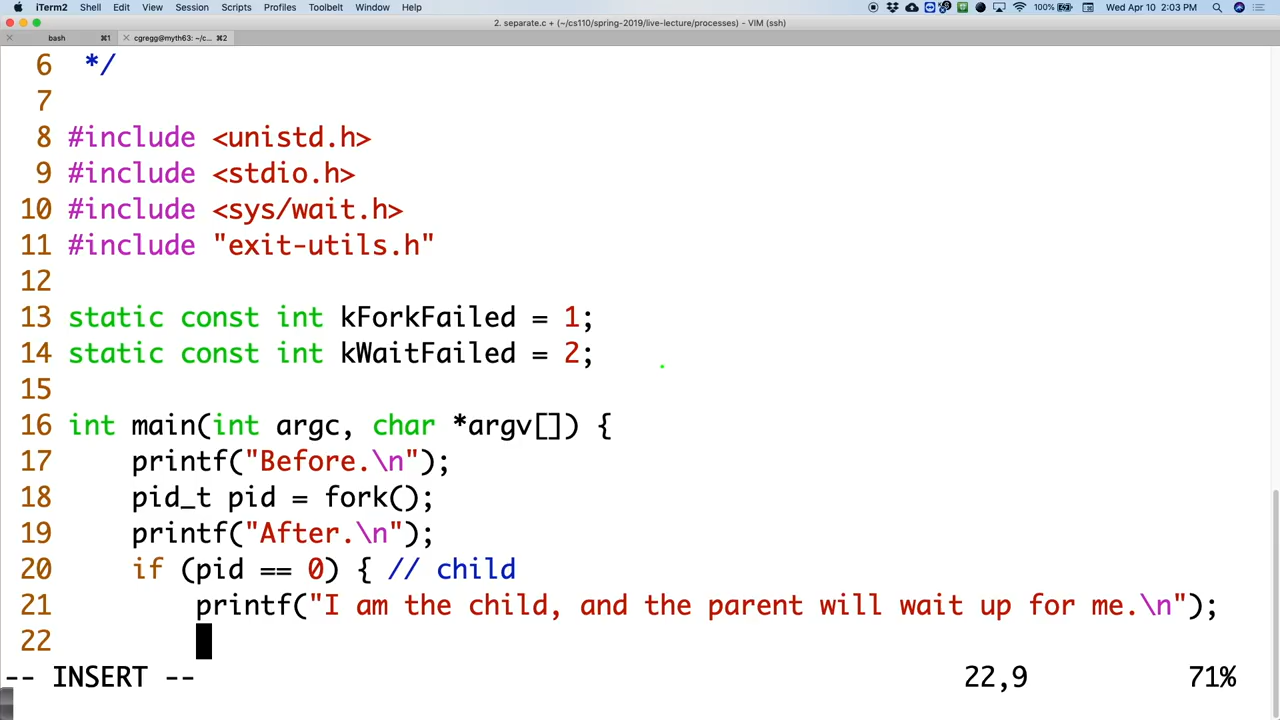 iTerm2 Shell Edit View Session Scripts Profiles Toolbelt Window Help 100% Wed Apr 10 2:03 PM
2. separate.c + (~/cs110/spring-2019/live-lecture/processes) - VIM (ssh)
bash ⌘1 cgregg@myth63: ~/c... ⌘2
6 */
7
8 #include <unistd.h>
9 #include <stdio.h>
10 #include <sys/wait.h>
11 #include "exit-utils.h"
12
13 static const int kForkFailed = 1;
14 static const int kWaitFailed = 2;
15
16 int main(int argc, char *argv[]) {
17 printf("Before.\n");
18 pid_t pid = fork();
19 printf("After.\n");
20 if (pid == 0) { // child
21 printf("I am the child, and the parent will wait up for me.\n");
22
-- INSERT -- 22,9 71%